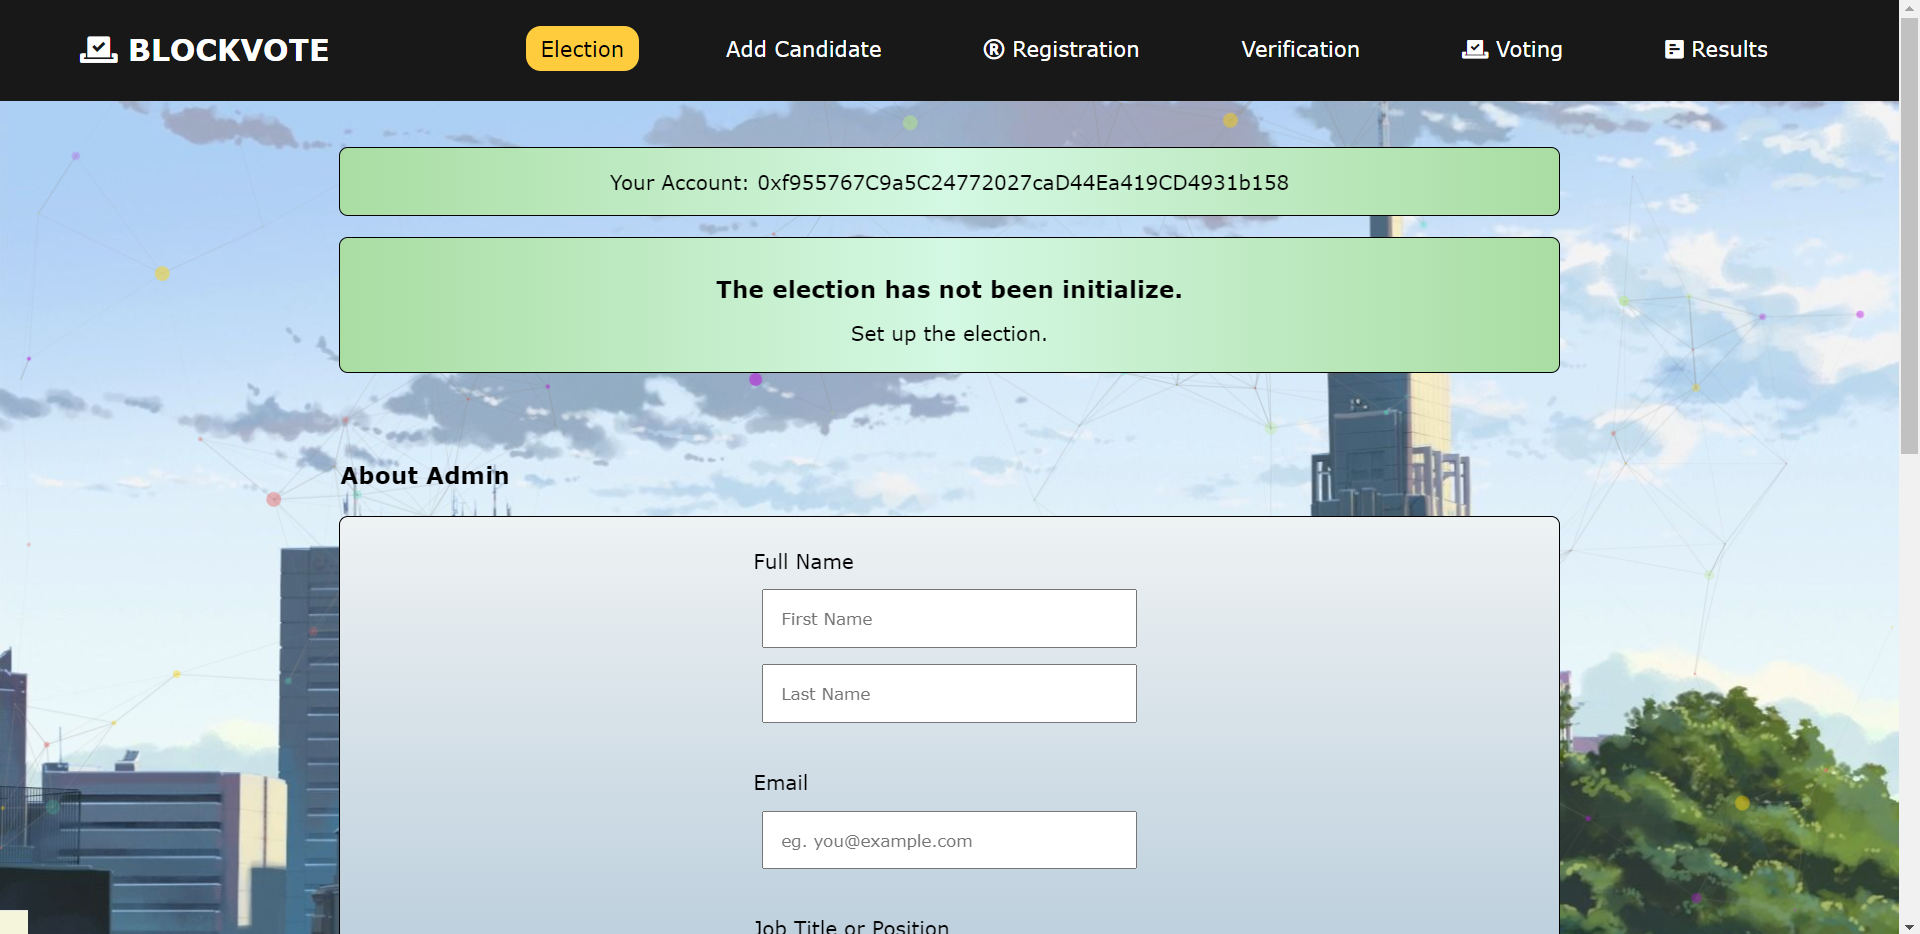 BLOCKVOTE
Election
Add Candidate
® Registration
Verification
Voting
Results
Your Account: 0xf955767C9a5C24772027caD44Ea419CD4931b158
The election has not been initialize.
Set up the election.
About Admin
Full Name
First Name
Last Name
Email
eg. you@example.com
Job Title or Position